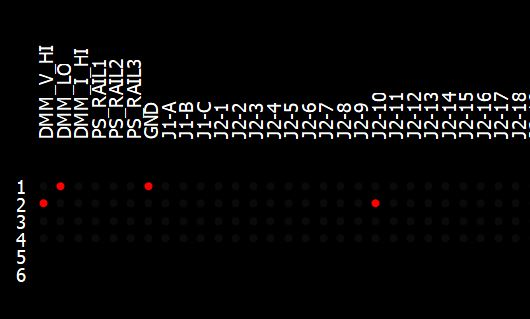 DMM_V_HI
DMM_LO
DMM_I_HI
PS_RAIL1
PS_RAIL2
PS_RAIL3
GND
J1-A
J1-B
J1-C
J2-1
J2-2
J2-3
J2-4
J2-5
J2-6
J2-7
J2-8
J2-9
J2-10
J2-11
J2-12
J2-13
J2-14
J2-15
J2-16
J2-17
J2-18
1
2
3
4
5
6